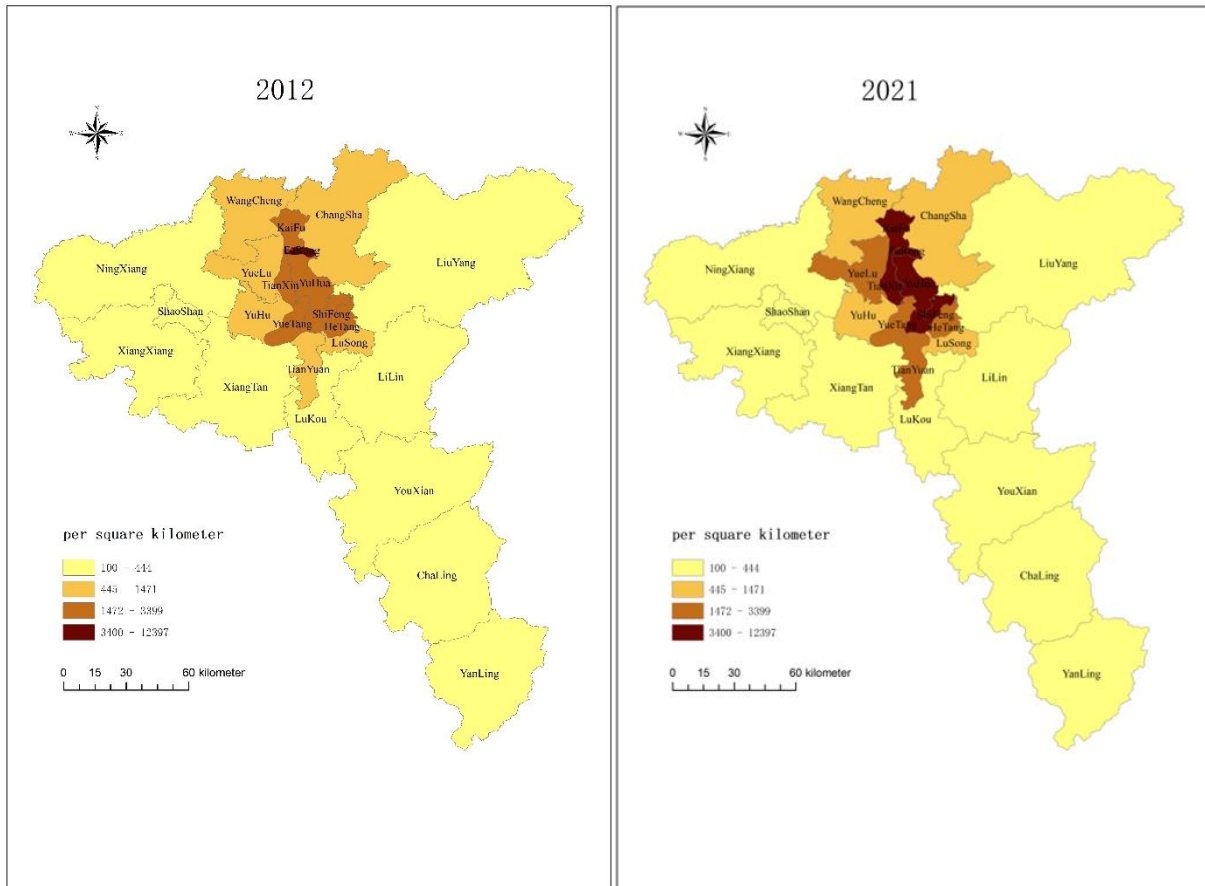 2012
N
W
E
S
WangCheng
ChangSha
KaiFu
FuRong
NingXiang
YueLu
TianXin
YuHua
LiuYang
ShaoShan
YuHu
ShiFeng
YueTang
HeTang
XiangXiang
LuSong
XiangTan
TianYuan
LiLin
LuKou
YouXian
ChaLing
YanLing
per square kilometer
100 - 444
445 - 1471
1472 - 3399
3400 - 12397
0 15 30 60 kilometer
2021
N
W
E
S
WangCheng
ChangSha
NingXiang
YueLu
LiuYang
ShaoShan
YuHu
XiangXiang
LuSong
HeTang
XiangTan
TianYuan
LiLin
LuKou
YouXian
ChaLing
YanLing
per square kilometer
100 - 444
445 - 1471
1472 - 3399
3400 - 12397
0 15 30 60 kilometer